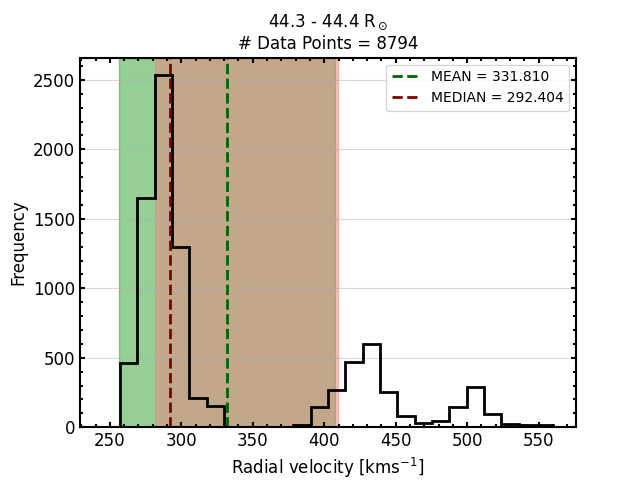 44.3 - 44.4 R⊙
# Data Points = 8794
MEAN = 331.810
MEDIAN = 292.404
Frequency
2500
2000
1500
1000
500
0
250 300 350 400 450 500 550
Radial velocity [kms⁻¹]